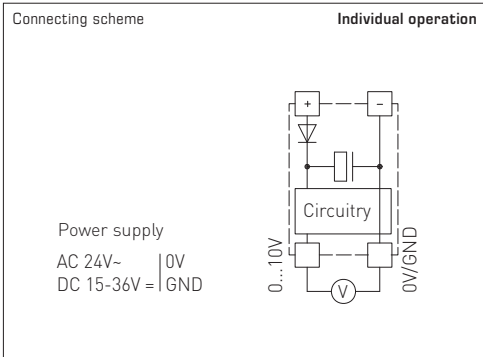 Connecting scheme
Individual operation
+ −
Circuitry
Power supply
AC 24V~ 0V
DC 15-36V = GND
0...10V
0V/GND
V